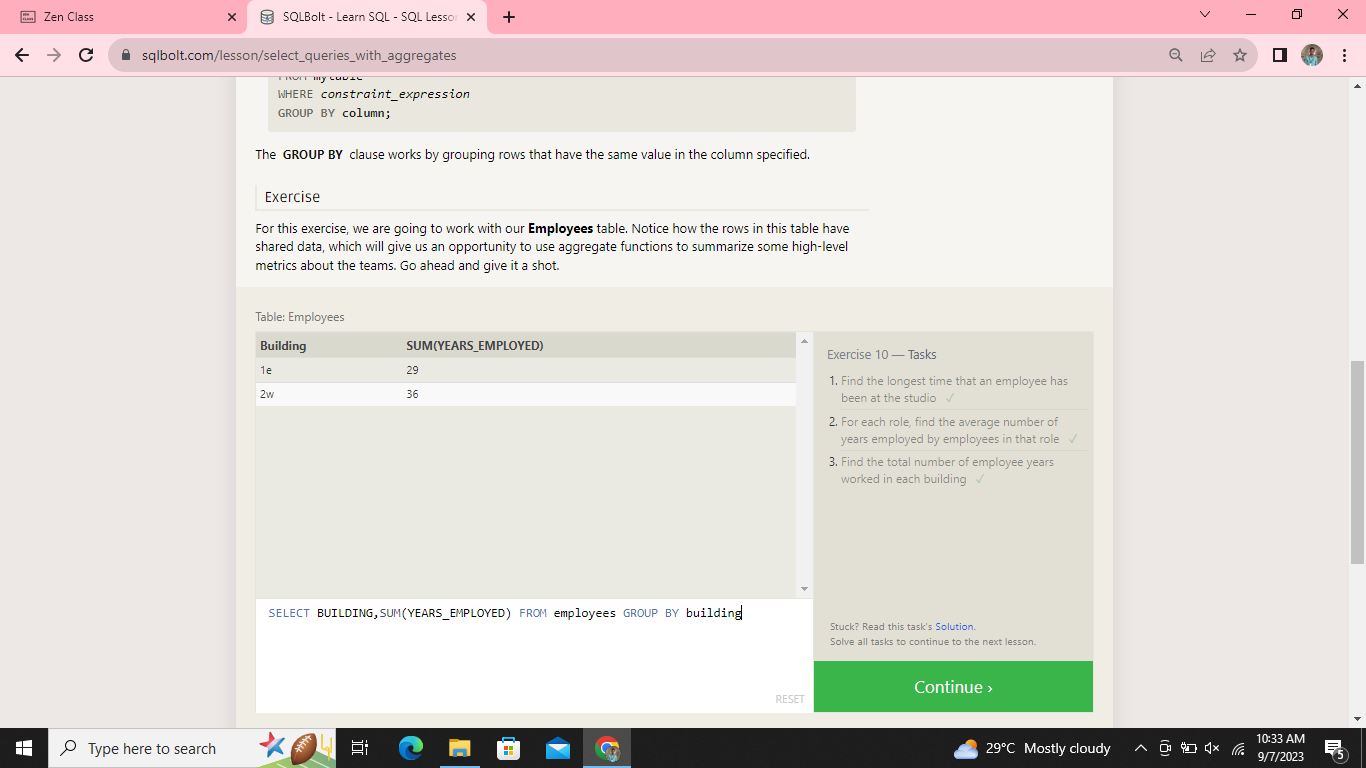 Zen Class
SQLBolt - Learn SQL - SQL Lesson
sqlbolt.com/lesson/select_queries_with_aggregates
WHERE constraint_expression
GROUP BY column;
The GROUP BY clause works by grouping rows that have the same value in the column specified.
Exercise
For this exercise, we are going to work with our Employees table. Notice how the rows in this table have
shared data, which will give us an opportunity to use aggregate functions to summarize some high-level
metrics about the teams. Go ahead and give it a shot.
Table: Employees
Building SUM(YEARS_EMPLOYED)
1e 29
2w 36
Exercise 10 — Tasks
1. Find the longest time that an employee has
been at the studio ✓
2. For each role, find the average number of
years employed by employees in that role ✓
3. Find the total number of employee years
worked in each building ✓
SELECT BUILDING,SUM(YEARS_EMPLOYED) FROM employees GROUP BY building
RESET
Stuck? Read this task's Solution.
Solve all tasks to continue to the next lesson.
Continue ›
Type here to search
29°C Mostly cloudy
10:33 AM
9/7/2023
5